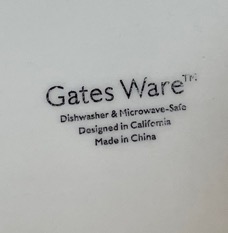 Gates Ware™
Dishwasher & Microwave-Safe
Designed in California
Made in China